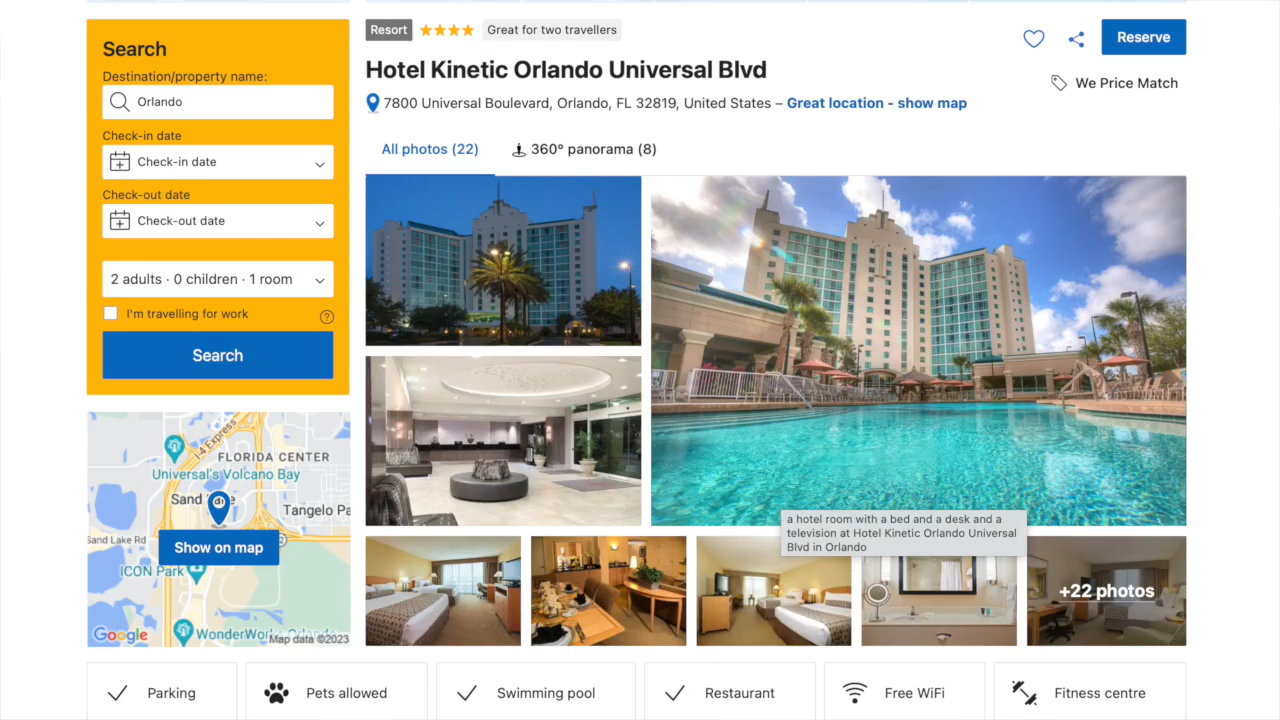 Search
Destination/property name:
Orlando
Check-in date
Check-in date
Check-out date
Check-out date
2 adults · 0 children · 1 room
I'm travelling for work
?
Search
Resort
Great for two travellers
Reserve
Hotel Kinetic Orlando Universal Blvd
We Price Match
7800 Universal Boulevard, Orlando, FL 32819, United States – Great location - show map
All photos (22)
360° panorama (8)
a hotel room with a bed and a desk and a
television at Hotel Kinetic Orlando Universal
Blvd in Orlando
+22 photos
I-4 Express
FLORIDA CENTER
Universal's Volcano Bay
Sand
Tangelo
Sand Lake Rd
Show on map
ICON Park
WonderWorks Orlando
Google
Map data ©2023
Parking
Pets allowed
Swimming pool
Restaurant
Free WiFi
Fitness centre